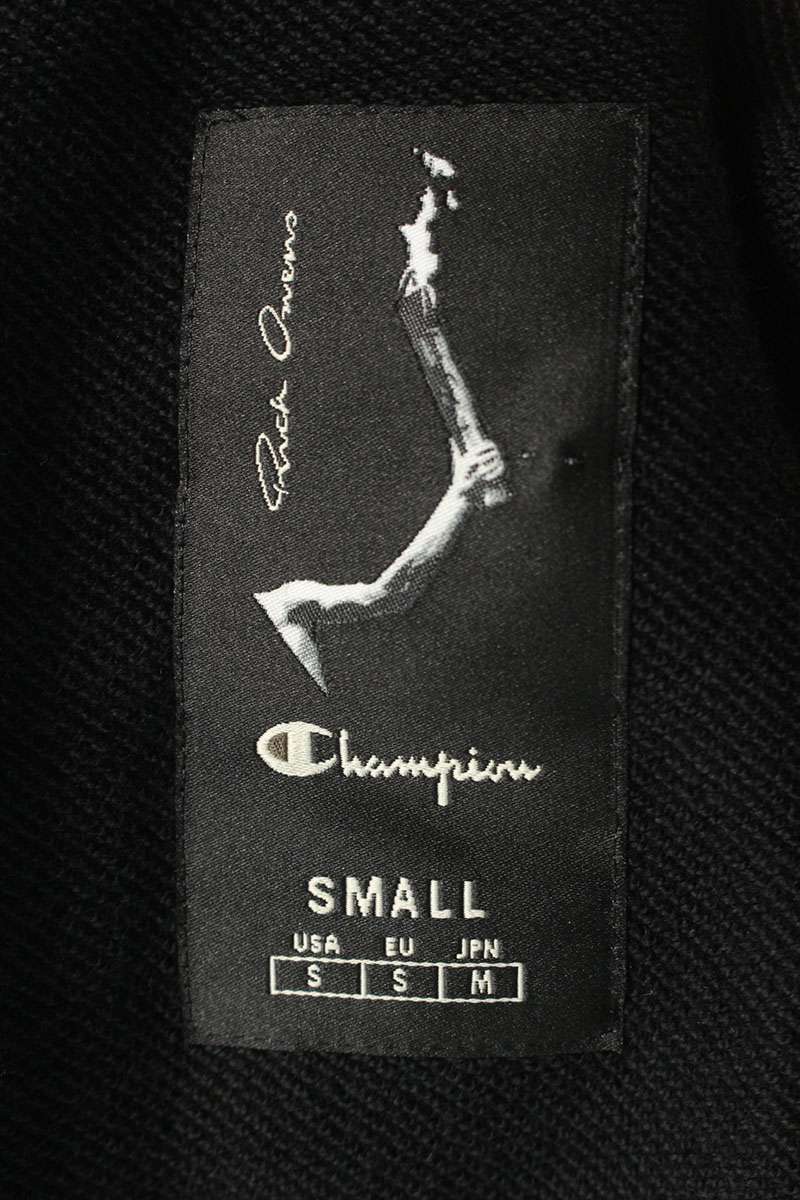 Rick Owens
Champion
SMALL
USA EU JPN
S S M